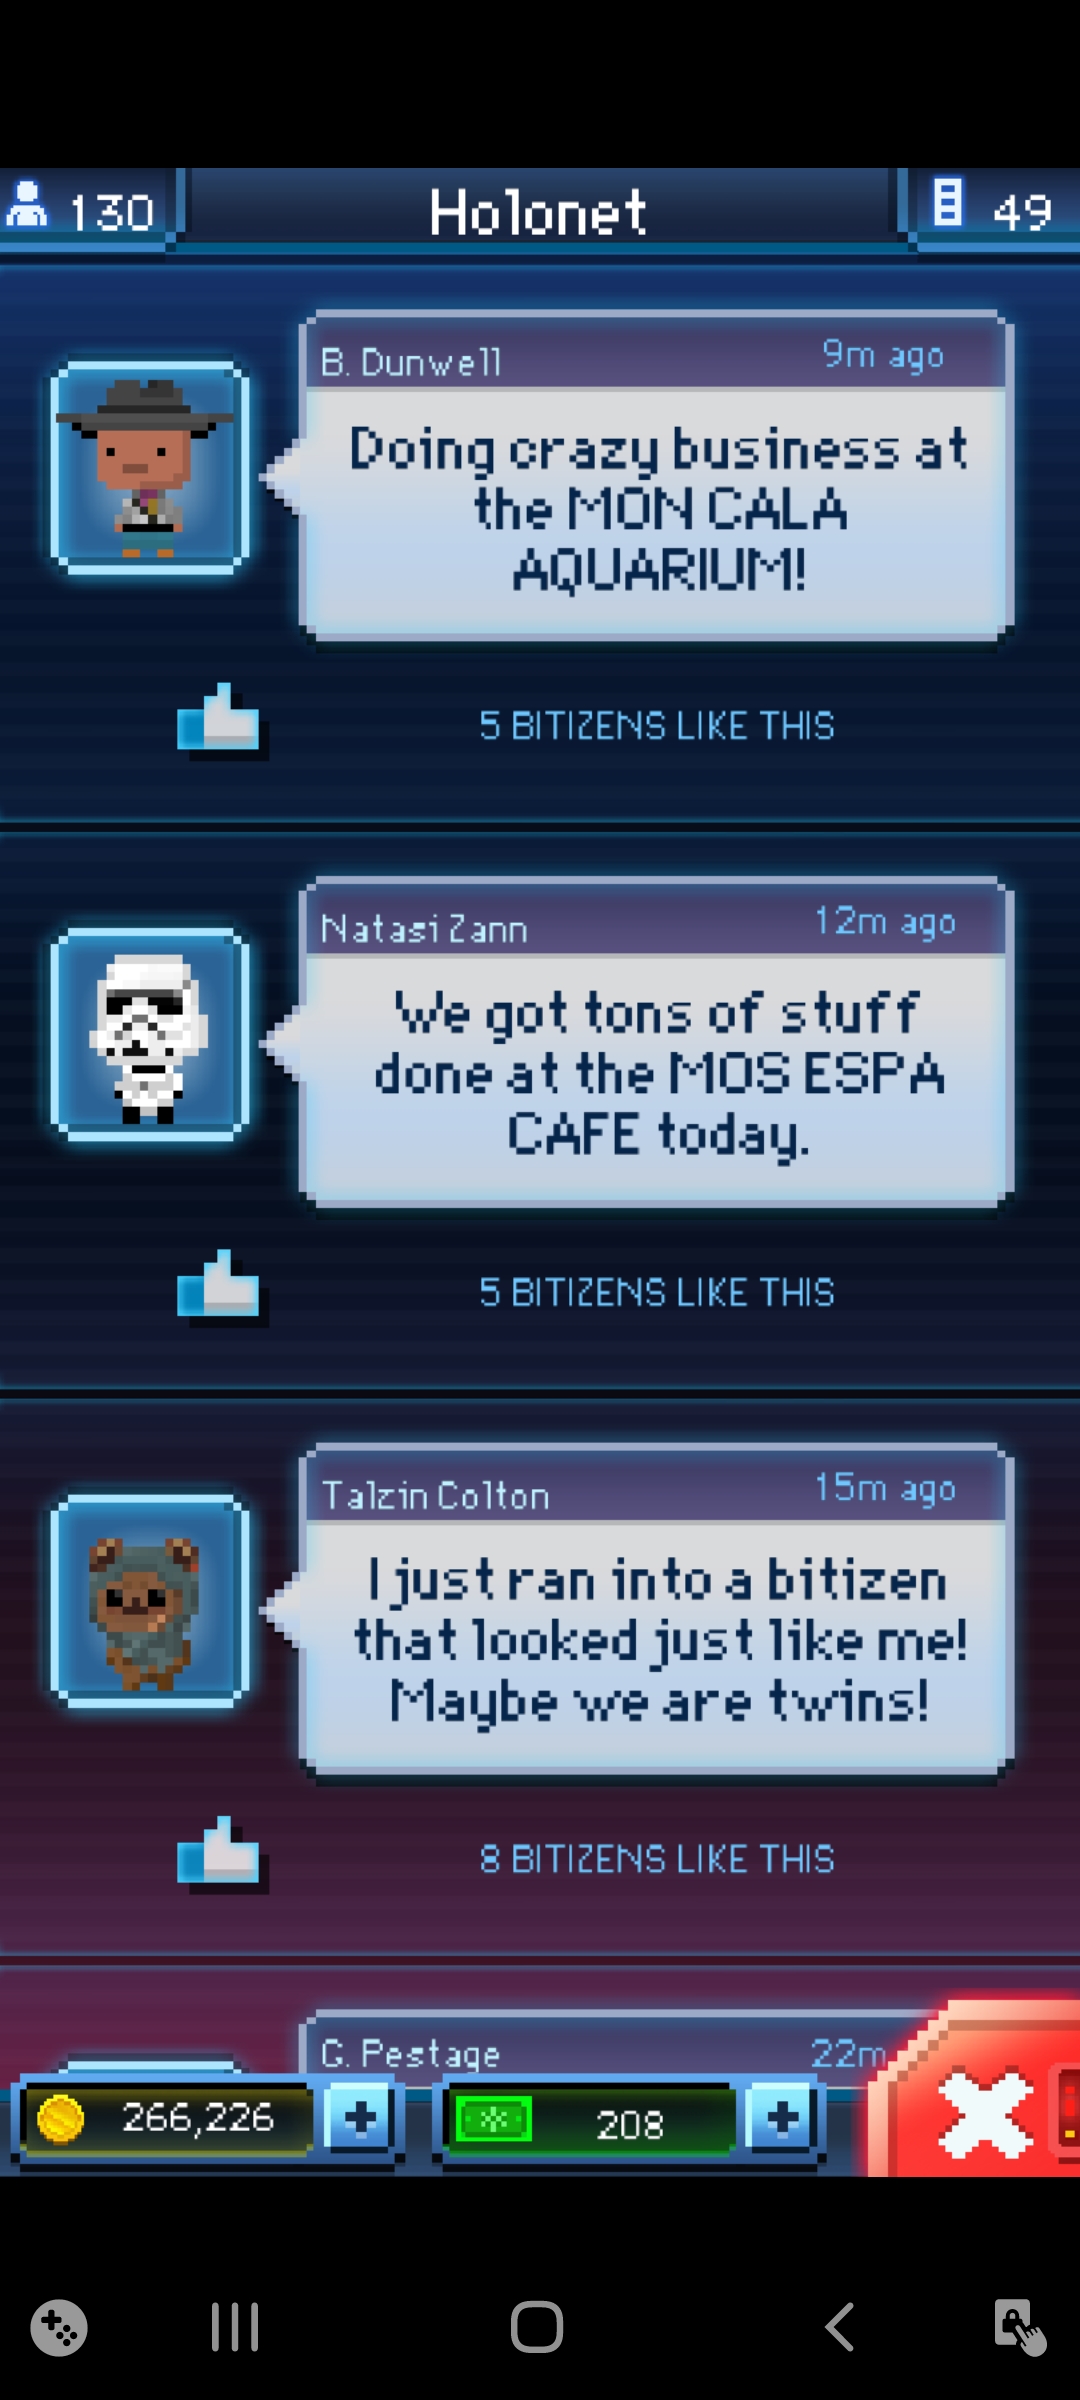 130
Holonet
49
B. Dunwell
9m ago
Doing crazy business at
the MON CALA
AQUARIUM!
5 BITIZENS LIKE THIS
Natasi Zann
12m ago
We got tons of stuff
done at the MOS ESPA
CAFE today.
5 BITIZENS LIKE THIS
Talzin Colton
15m ago
I just ran into a bitizen
that looked just like me!
Maybe we are twins!
8 BITIZENS LIKE THIS
G. Pestage
22m
266,226
208